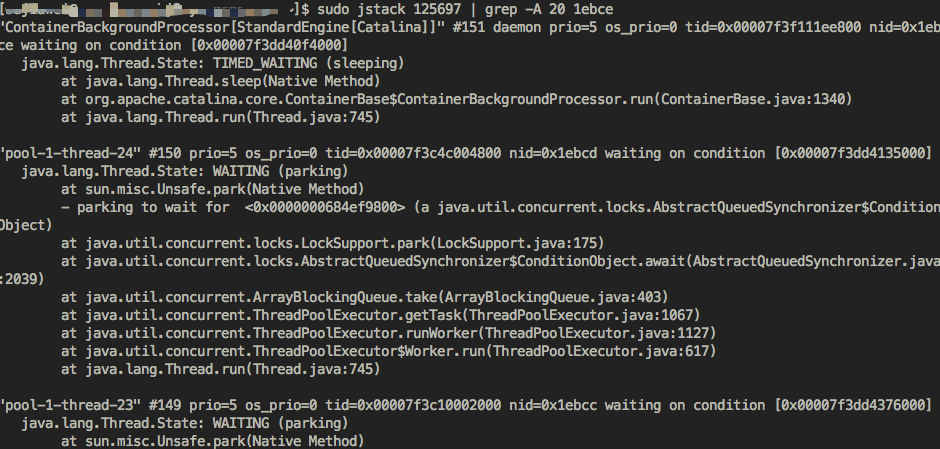 ]$ sudo jstack 125697 | grep -A 20 1ebce
"ContainerBackgroundProcessor[StandardEngine[Catalina]]" #151 daemon prio=5 os_prio=0 tid=0x00007f3f111ee800 nid=0x1eb
ce waiting on condition [0x00007f3dd40f4000]
java.lang.Thread.State: TIMED_WAITING (sleeping)
at java.lang.Thread.sleep(Native Method)
at org.apache.catalina.core.ContainerBase$ContainerBackgroundProcessor.run(ContainerBase.java:1340)
at java.lang.Thread.run(Thread.java:745)
"pool-1-thread-24" #150 prio=5 os_prio=0 tid=0x00007f3c4c004800 nid=0x1ebcd waiting on condition [0x00007f3dd4135000]
java.lang.Thread.State: WAITING (parking)
at sun.misc.Unsafe.park(Native Method)
- parking to wait for  <0x0000000684ef9800> (a java.util.concurrent.locks.AbstractQueuedSynchronizer$Condition
Object)
at java.util.concurrent.locks.LockSupport.park(LockSupport.java:175)
at java.util.concurrent.locks.AbstractQueuedSynchronizer$ConditionObject.await(AbstractQueuedSynchronizer.java
:2039)
at java.util.concurrent.ArrayBlockingQueue.take(ArrayBlockingQueue.java:403)
at java.util.concurrent.ThreadPoolExecutor.getTask(ThreadPoolExecutor.java:1067)
at java.util.concurrent.ThreadPoolExecutor.runWorker(ThreadPoolExecutor.java:1127)
at java.util.concurrent.ThreadPoolExecutor$Worker.run(ThreadPoolExecutor.java:617)
at java.lang.Thread.run(Thread.java:745)
"pool-1-thread-23" #149 prio=5 os_prio=0 tid=0x00007f3c10002000 nid=0x1ebcc waiting on condition [0x00007f3dd4376000]
java.lang.Thread.State: WAITING (parking)
at sun.misc.Unsafe.park(Native Method)